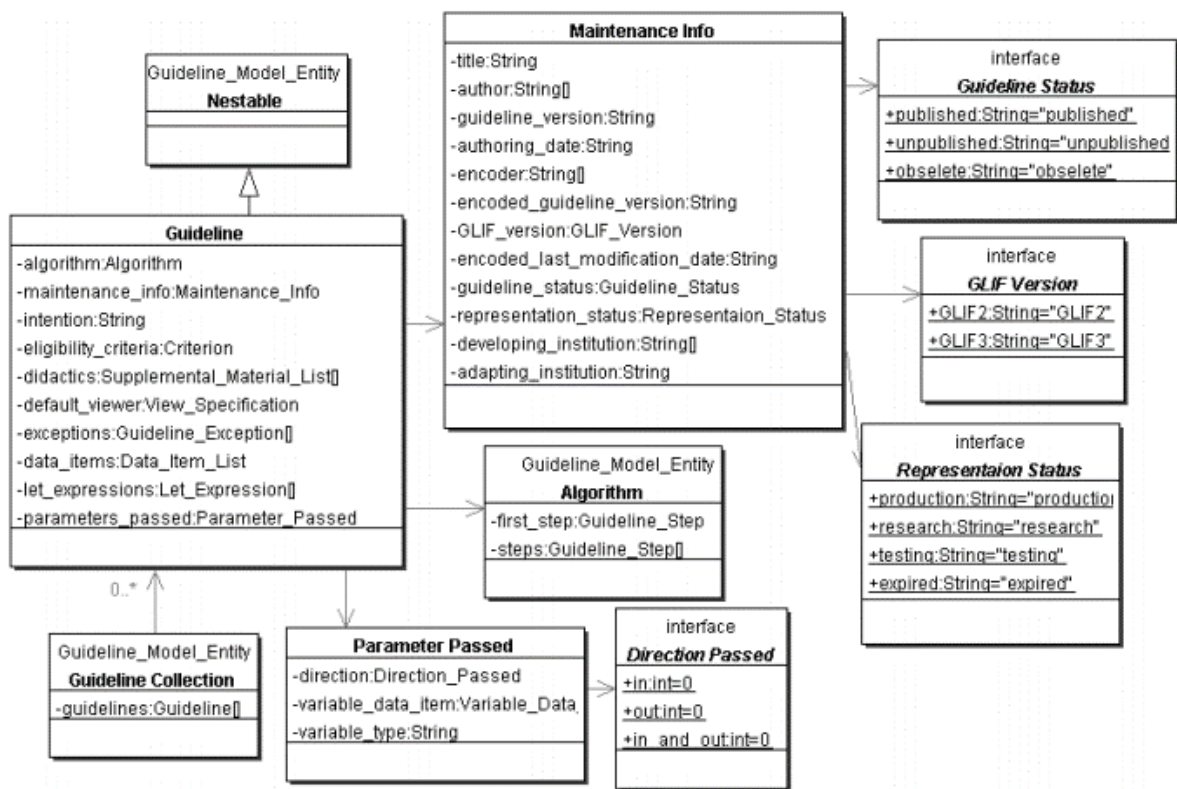 Guideline_Model_Entity
Nestable
Guideline
-algorithm:Algorithm
-maintenance_info:Maintenance_Info
-intention:String
-eligibility_criteria:Criterion
-didactics:Supplemental_Material_List[]
-default_viewer:View_Specification
-exceptions:Guideline_Exception[]
-data_items:Data_Item_List
-let_expressions:Let_Expression[]
-parameters_passed:Parameter_Passed
0..*
Guideline_Model_Entity
Guideline Collection
-guidelines:Guideline[]
Maintenance Info
-title:String
-author:String[]
-guideline_version:String
-authoring_date:String
-encoder:String[]
-encoded_guideline_version:String
-GLIF_version:GLIF_Version
-encoded_last_modification_date:String
-guideline_status:Guideline_Status
-representation_status:Representaion_Status
-developing_institution:String[]
-adapting_institution:String
Guideline_Model_Entity
Algorithm
-first_step:Guideline_Step
-steps:Guideline_Step[]
Parameter Passed
-direction:Direction_Passed
-variable_data_item:Variable_Data_
-variable_type:String
interface
Direction Passed
+in:int=0
+out:int=0
+in_and_out:int=0
interface
Guideline Status
+published:String="published"
+unpublished:String="unpublished
+obselete:String="obselete"
interface
GLIF Version
+GLIF2:String="GLIF2"
+GLIF3:String="GLIF3"
interface
Representaion Status
+production:String="production
+research:String="research"
+testing:String="testing"
+expired:String="expired"